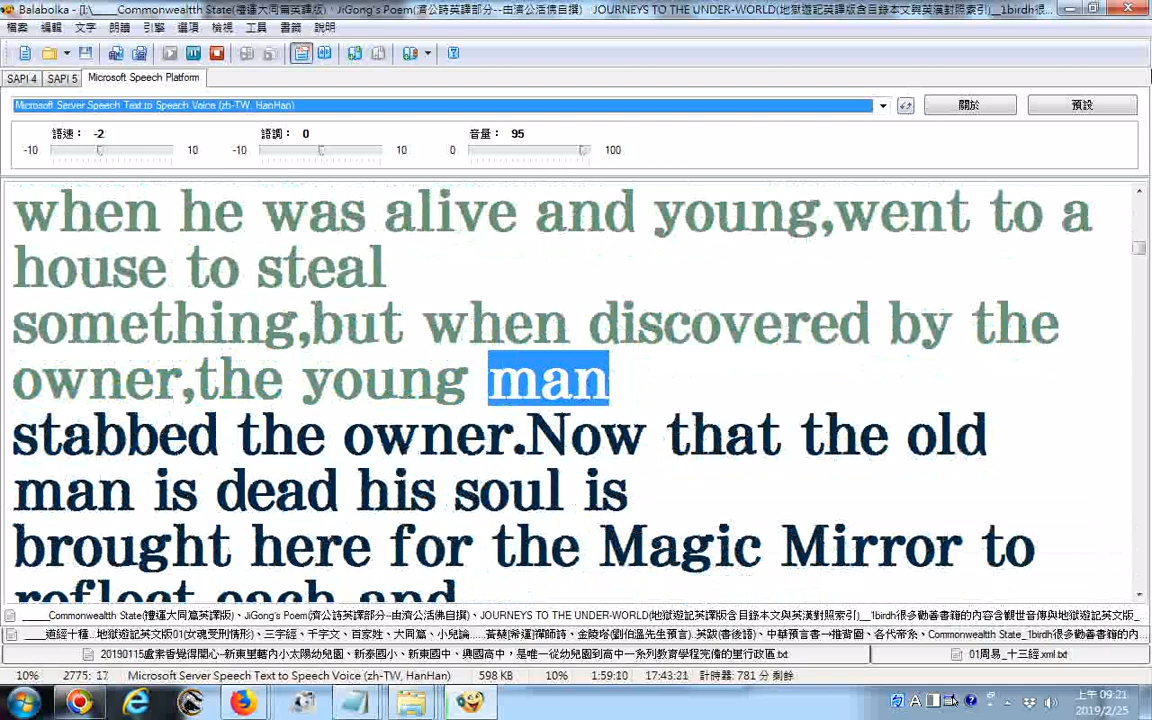 Balabolka - [I:\_____Commonwealtth State(禮運大同篇英譯版)、JiGong's Poem(濟公詩英譯部分--由濟公活佛自撰)、JOURNEYS TO THE UNDER-WORLD(地獄遊記英譯版含目錄本文與英漢對照索引)__1birdh很...
檔案 編輯 文字 朗讀 引擎 選項 檢視 工具 書籤 說明
SAPI 4 SAPI 5 Microsoft Speech Platform
Microsoft Server Speech Text to Speech Voice (zh-TW, HanHan) 關於 預設
語速： -2 語調： 0 音量： 95
-10 10 -10 10 0 100
when he was alive and young,went to a
house to steal
something,but when discovered by the
owner,the young man
stabbed the owner.Now that the old
man is dead his soul is
brought here for the Magic Mirror to
reflect each and
_____Commonwealtth State(禮運大同篇英譯版)、JiGong's Poem(濟公詩英譯部分--由濟公活佛自撰)、JOURNEYS TO THE UNDER-WORLD(地獄遊記英譯版含目錄本文與英漢對照索引)__1birdh很多勸善書籍的內容含觀世音傳與地獄遊記英文版_
_____道經十種...地獄遊記英文版01(女魂受刑情形)、三字經、千字文、百家姓、大同篇、小兒論.....黃蘗[希運]禪師詩、金陵塔(劉伯溫先生預言).英跋(書後語)、中華預言書--推背圖、各代帝系、Commonwealth State_1birdh很多勸善書籍的內...
20190115盧素香覺得開心--新東里轄內小太陽幼兒園、新泰國小、新東國中、興國高中，是唯一從幼兒園到高中一系列教育學程完備的里行政區.txt 01周易_十三經.xml.txt
10% 2775: 17 Microsoft Server Speech Text to Speech Voice (zh-TW, HanHan) 598 KB 10% 1:59:10 17:43:21 計時器: 781 分 剩餘
上午 09:21
2019/2/25